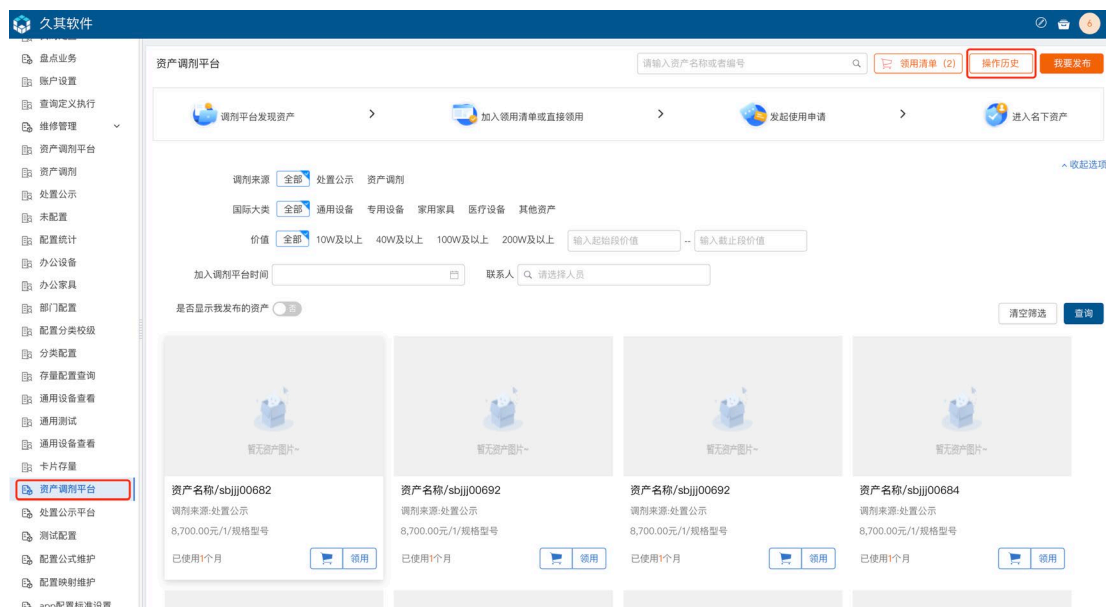 久其软件
6
盘点业务
账户设置
查询定义执行
维修管理
资产调剂平台
资产调剂
处置公示
未配置
配置统计
办公设备
办公家具
部门配置
配置分类校级
分类配置
存量配置查询
通用设备查看
通用测试
通用设备查看
卡片存量
资产调剂平台
处置公示平台
测试配置
配置公式维护
配置映射维护
app配置标准设置
资产调剂平台
请输入资产名称或者编号
领用清单（2）
操作历史
我要发布
调剂平台发现资产 > 加入领用清单或直接领用 > 发起使用申请 > 进入名下资产
收起选项
调剂来源 全部 处置公示 资产调剂
国际大类 全部 通用设备 专用设备 家用家具 医疗设备 其他资产
价值 全部 10W及以上 40W及以上 100W及以上 200W及以上 输入起始段价值 -- 输入截止段价值
加入调剂平台时间 联系人 请选择人员
是否显示我发布的资产 否
清空筛选 查询
暂无资产图片~ 暂无资产图片~ 暂无资产图片~ 暂无资产图片~
资产名称/sbjjj00682 资产名称/sbjjj00692 资产名称/sbjjj00692 资产名称/sbjjj00684
调剂来源:处置公示 调剂来源:处置公示 调剂来源:处置公示 调剂来源:处置公示
8,700.00元/1/规格型号 8,700.00元/1/规格型号 8,700.00元/1/规格型号 8,700.00元/1/规格型号
已使用1个月 领用 已使用1个月 领用 已使用1个月 领用 已使用1个月 领用